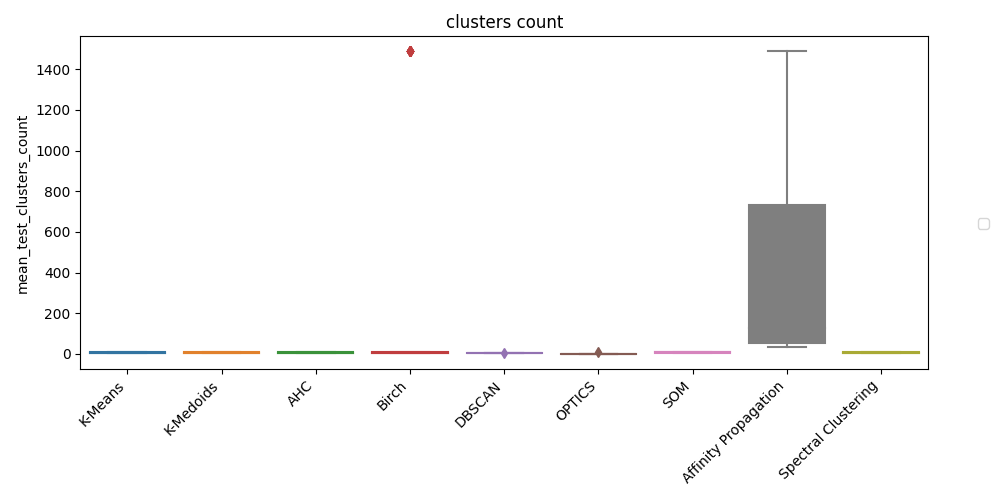 clusters count
mean_test_clusters_count
1400
1200
1000
800
600
400
200
0
K-Means
K-Medoids
AHC
Birch
DBSCAN
OPTICS
SOM
Affinity Propagation
Spectral Clustering